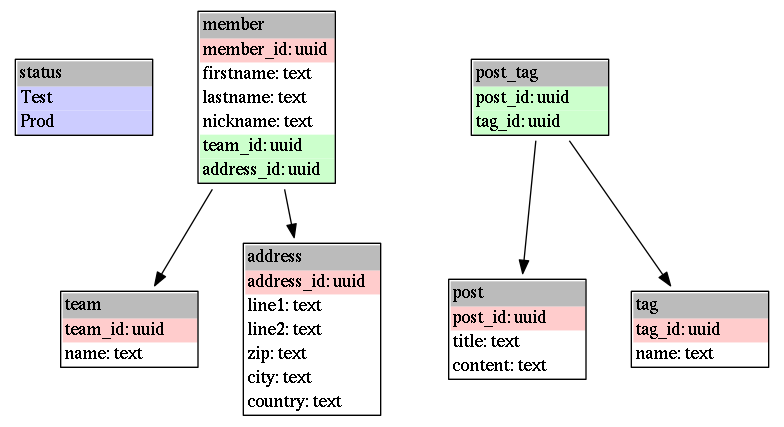 status
Test
Prod
member
member_id: uuid
firstname: text
lastname: text
nickname: text
team_id: uuid
address_id: uuid
post_tag
post_id: uuid
tag_id: uuid
team
team_id: uuid
name: text
address
address_id: uuid
line1: text
line2: text
zip: text
city: text
country: text
post
post_id: uuid
title: text
content: text
tag
tag_id: uuid
name: text